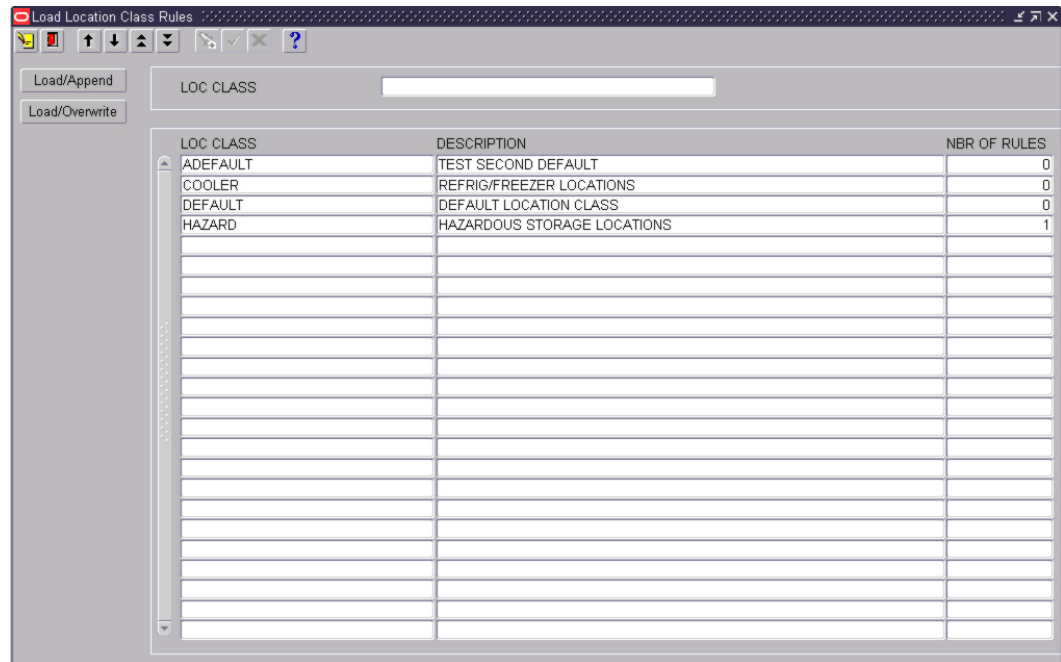 Load Location Class Rules
?
Load/Append
LOC CLASS
Load/Overwrite
LOC CLASS DESCRIPTION NBR OF RULES
ADEFAULT TEST SECOND DEFAULT 0
COOLER REFRIG/FREEZER LOCATIONS 0
DEFAULT DEFAULT LOCATION CLASS 0
HAZARD HAZARDOUS STORAGE LOCATIONS 1